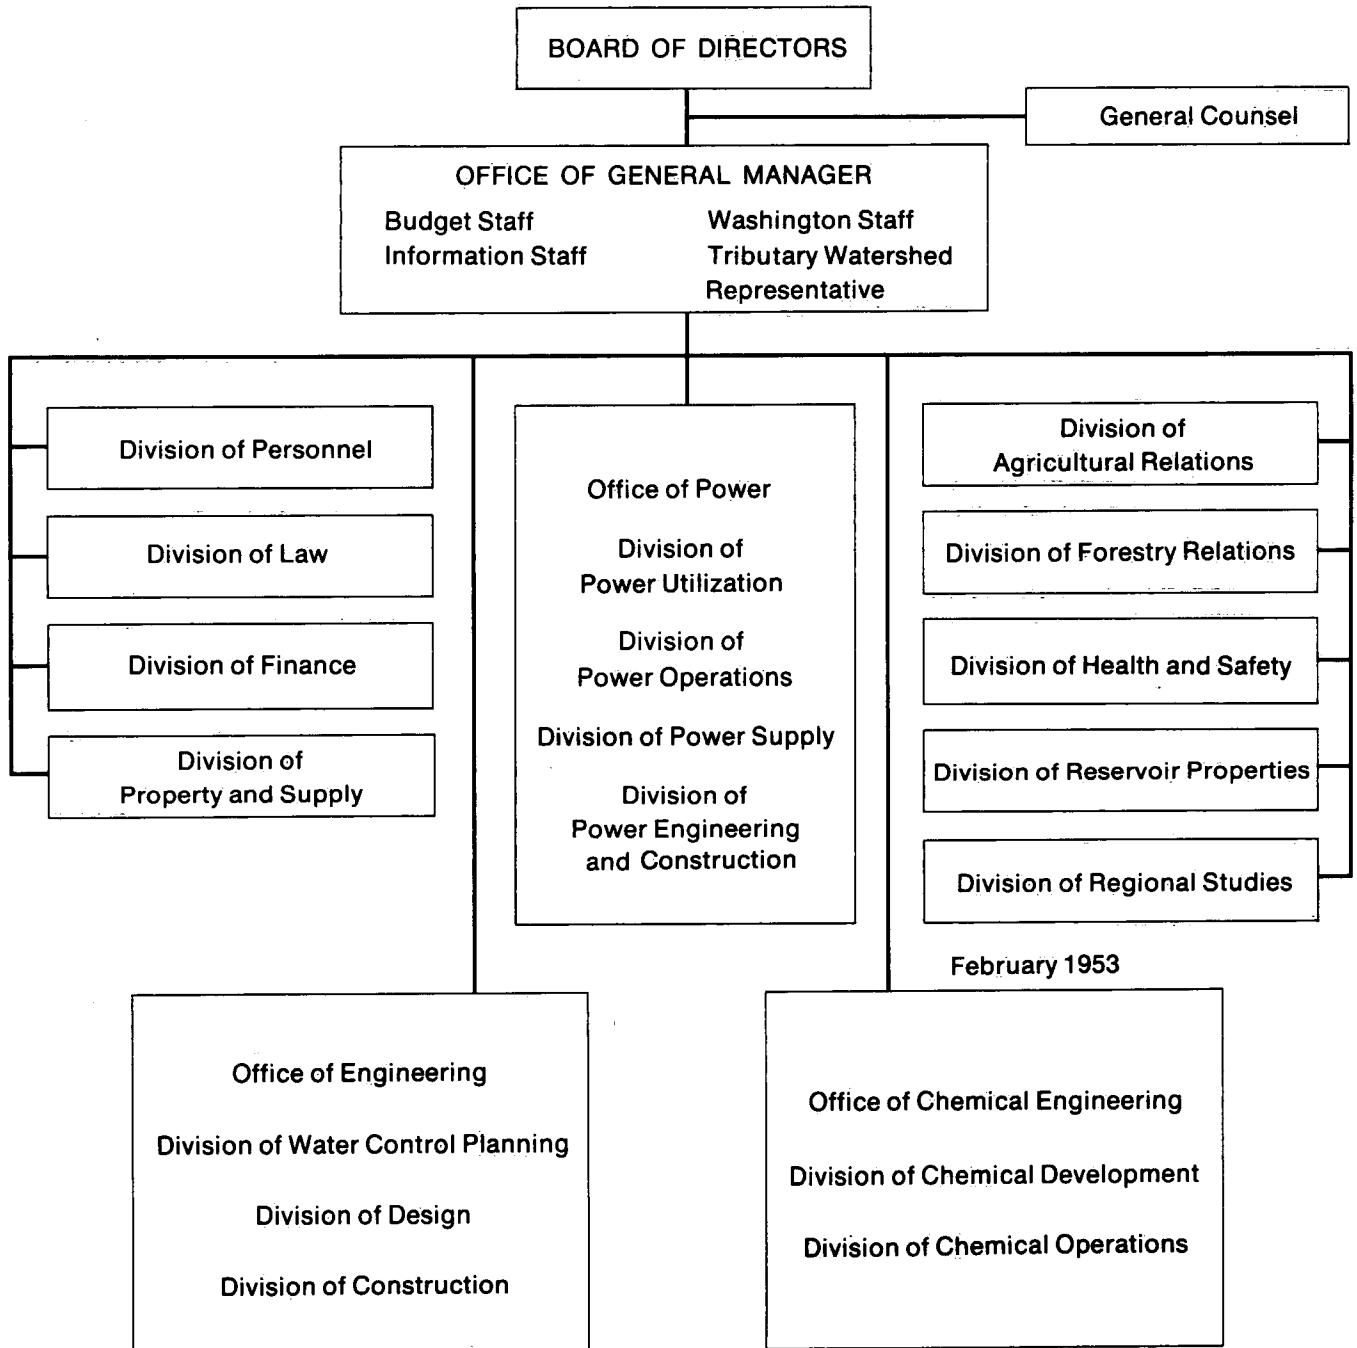 BOARD OF DIRECTORS
General Counsel
OFFICE OF GENERAL MANAGER
Budget Staff
Information Staff
Washington Staff
Tributary Watershed
Representative
Division of Personnel
Division of Law
Division of Finance
Division of
Property and Supply
Office of Power
Division of
Power Utilization
Division of
Power Operations
Division of Power Supply
Division of
Power Engineering
and Construction
Division of
Agricultural Relations
Division of Forestry Relations
Division of Health and Safety
Division of Reservoir Properties
Division of Regional Studies
February 1953
Office of Engineering
Division of Water Control Planning
Division of Design
Division of Construction
Office of Chemical Engineering
Division of Chemical Development
Division of Chemical Operations